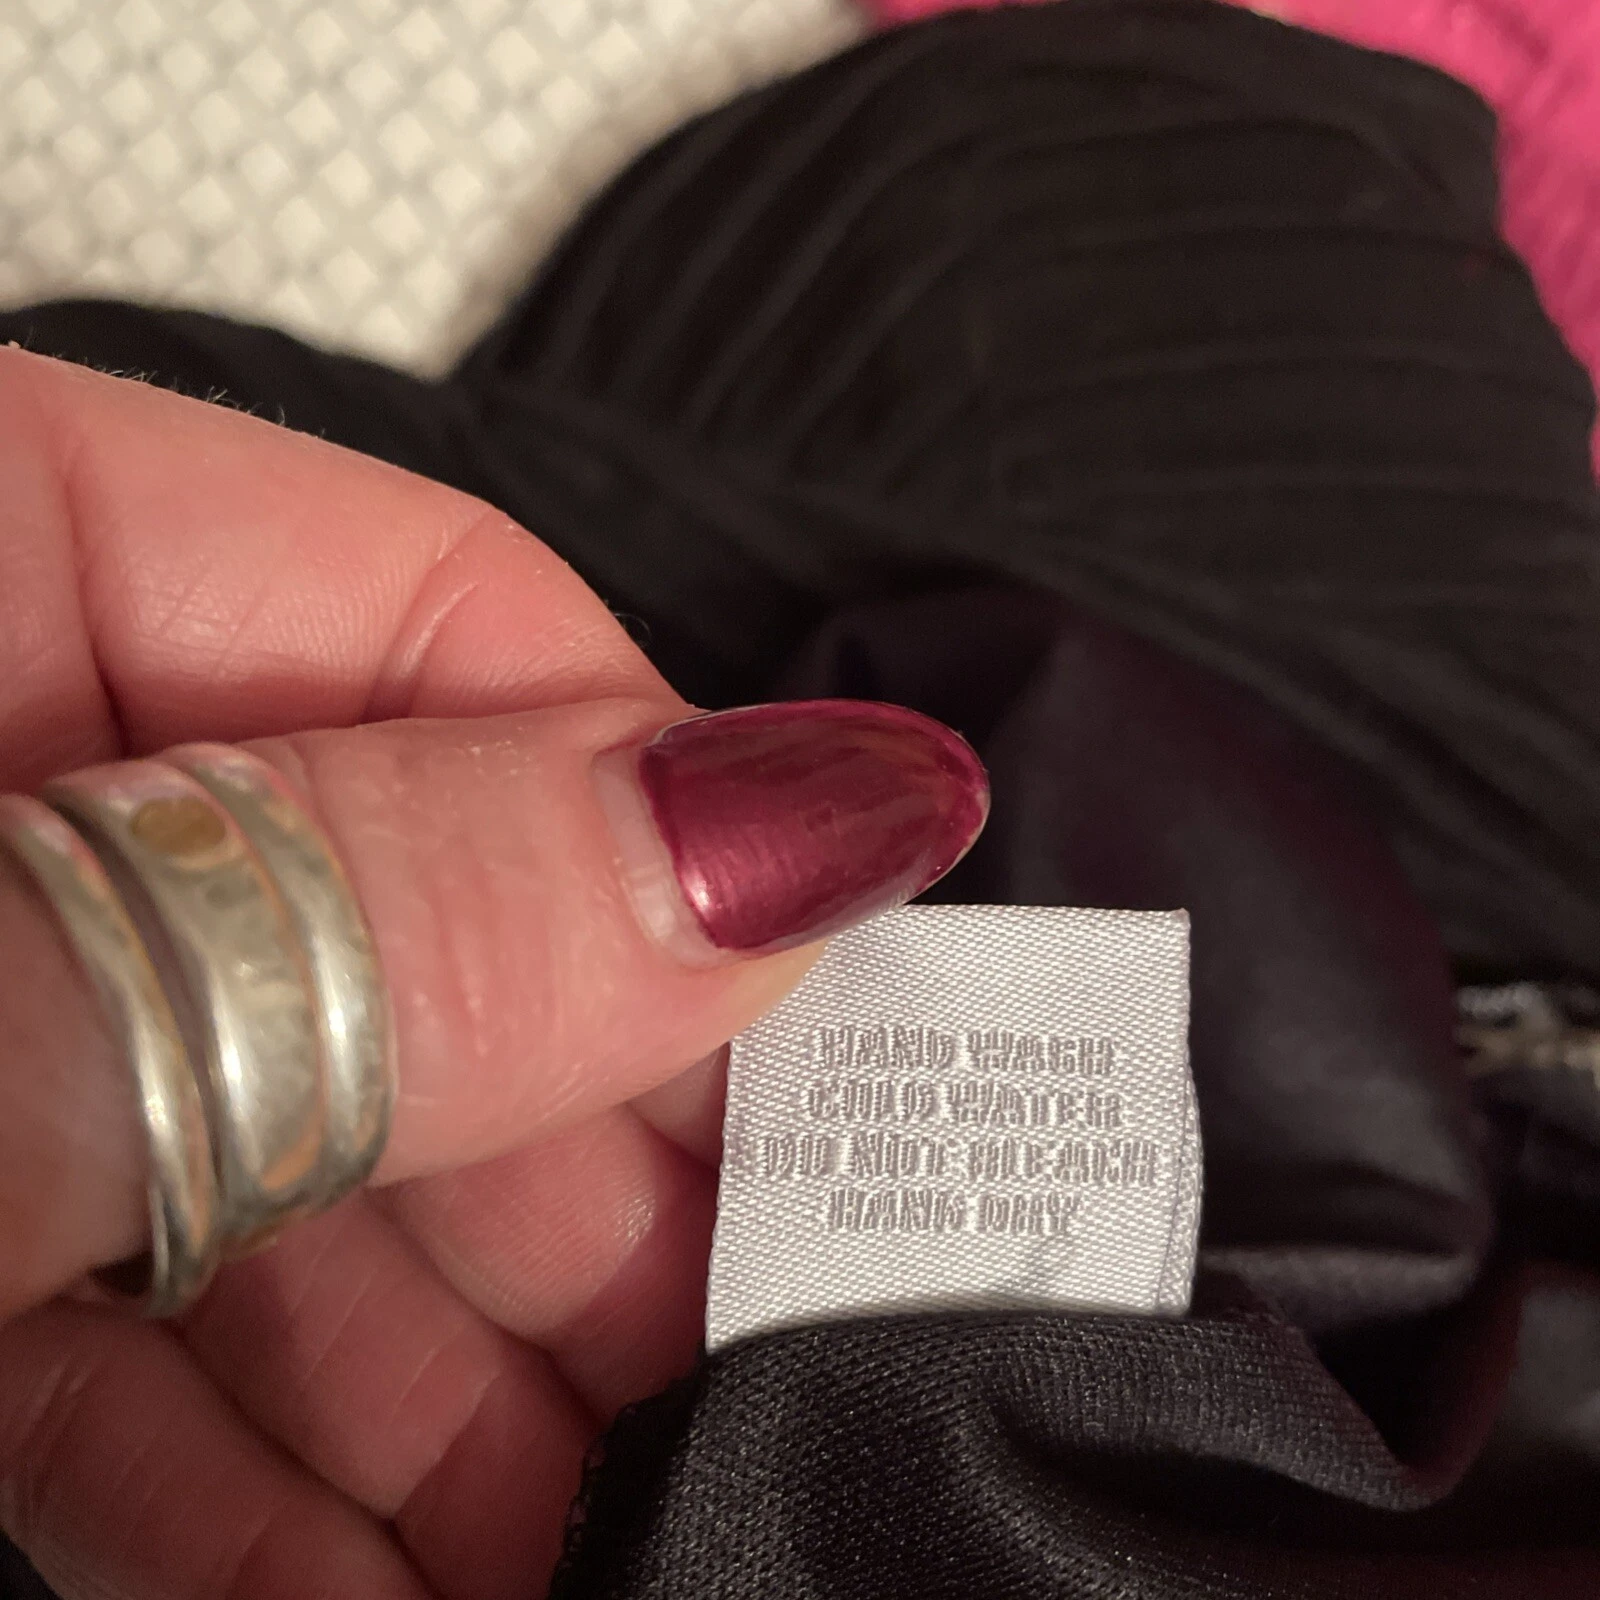 HAND WASH
COLD WATER
DO NOT BLEACH
HANG DRY